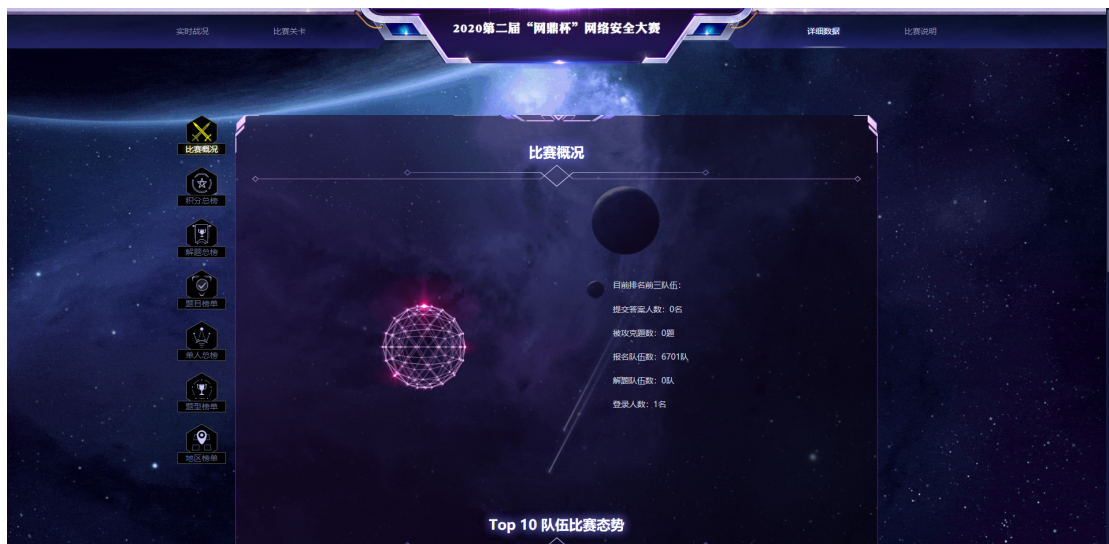 实时战况
比赛关卡
2020第二届“网鼎杯”网络安全大赛
详细数据
比赛说明
比赛概况
积分总榜
解题总榜
题目榜单
单人总榜
题型榜单
地区榜单
比赛概况
目前排名前三队伍：
提交答案人数：0名
被攻克题数：0题
报名队伍数：6701队
解题队伍数：0队
登录人数：1名
Top 10 队伍比赛态势